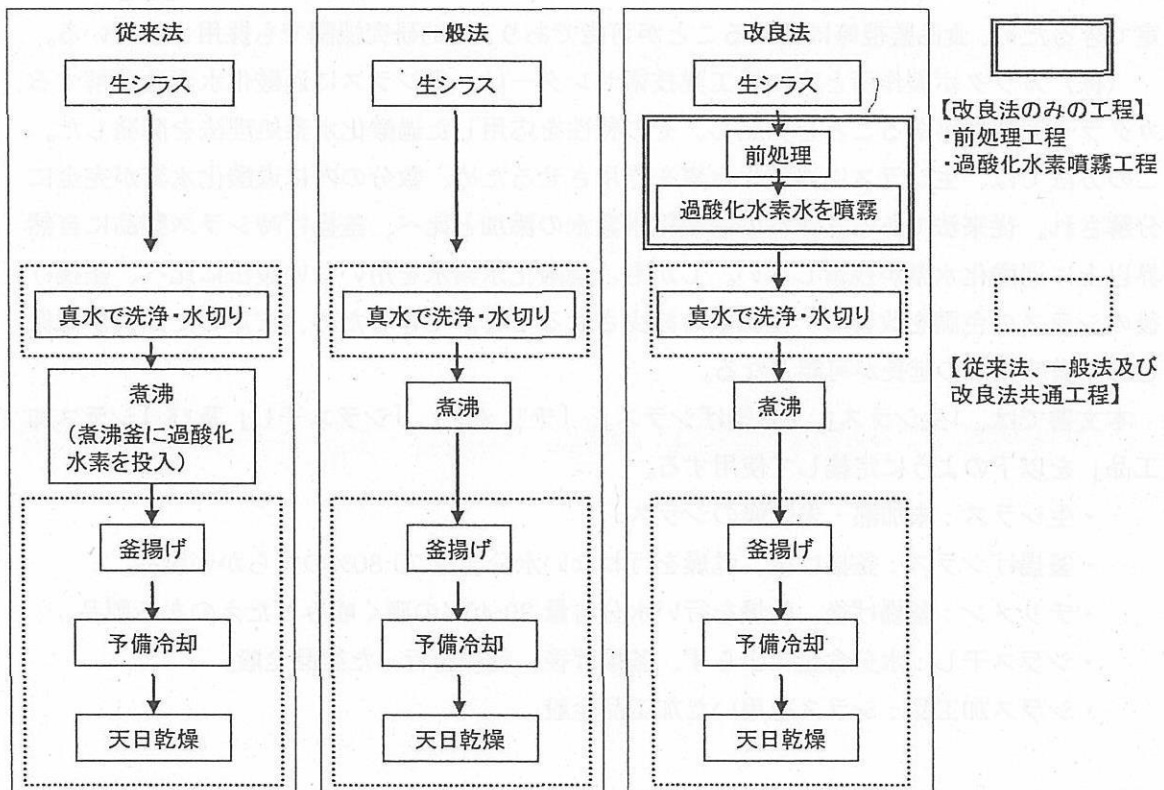 従来法
生シラス
真水で洗浄・水切り
煮沸
（煮沸釜に過酸化
水素を投入）
釜揚げ
予備冷却
天日乾燥
一般法
生シラス
真水で洗浄・水切り
煮沸
釜揚げ
予備冷却
天日乾燥
改良法
生シラス
前処理
過酸化水素水を噴霧
真水で洗浄・水切り
煮沸
釜揚げ
予備冷却
天日乾燥
【改良法のみの工程】
・前処理工程
・過酸化水素噴霧工程
【従来法、一般法及び
改良法共通工程】